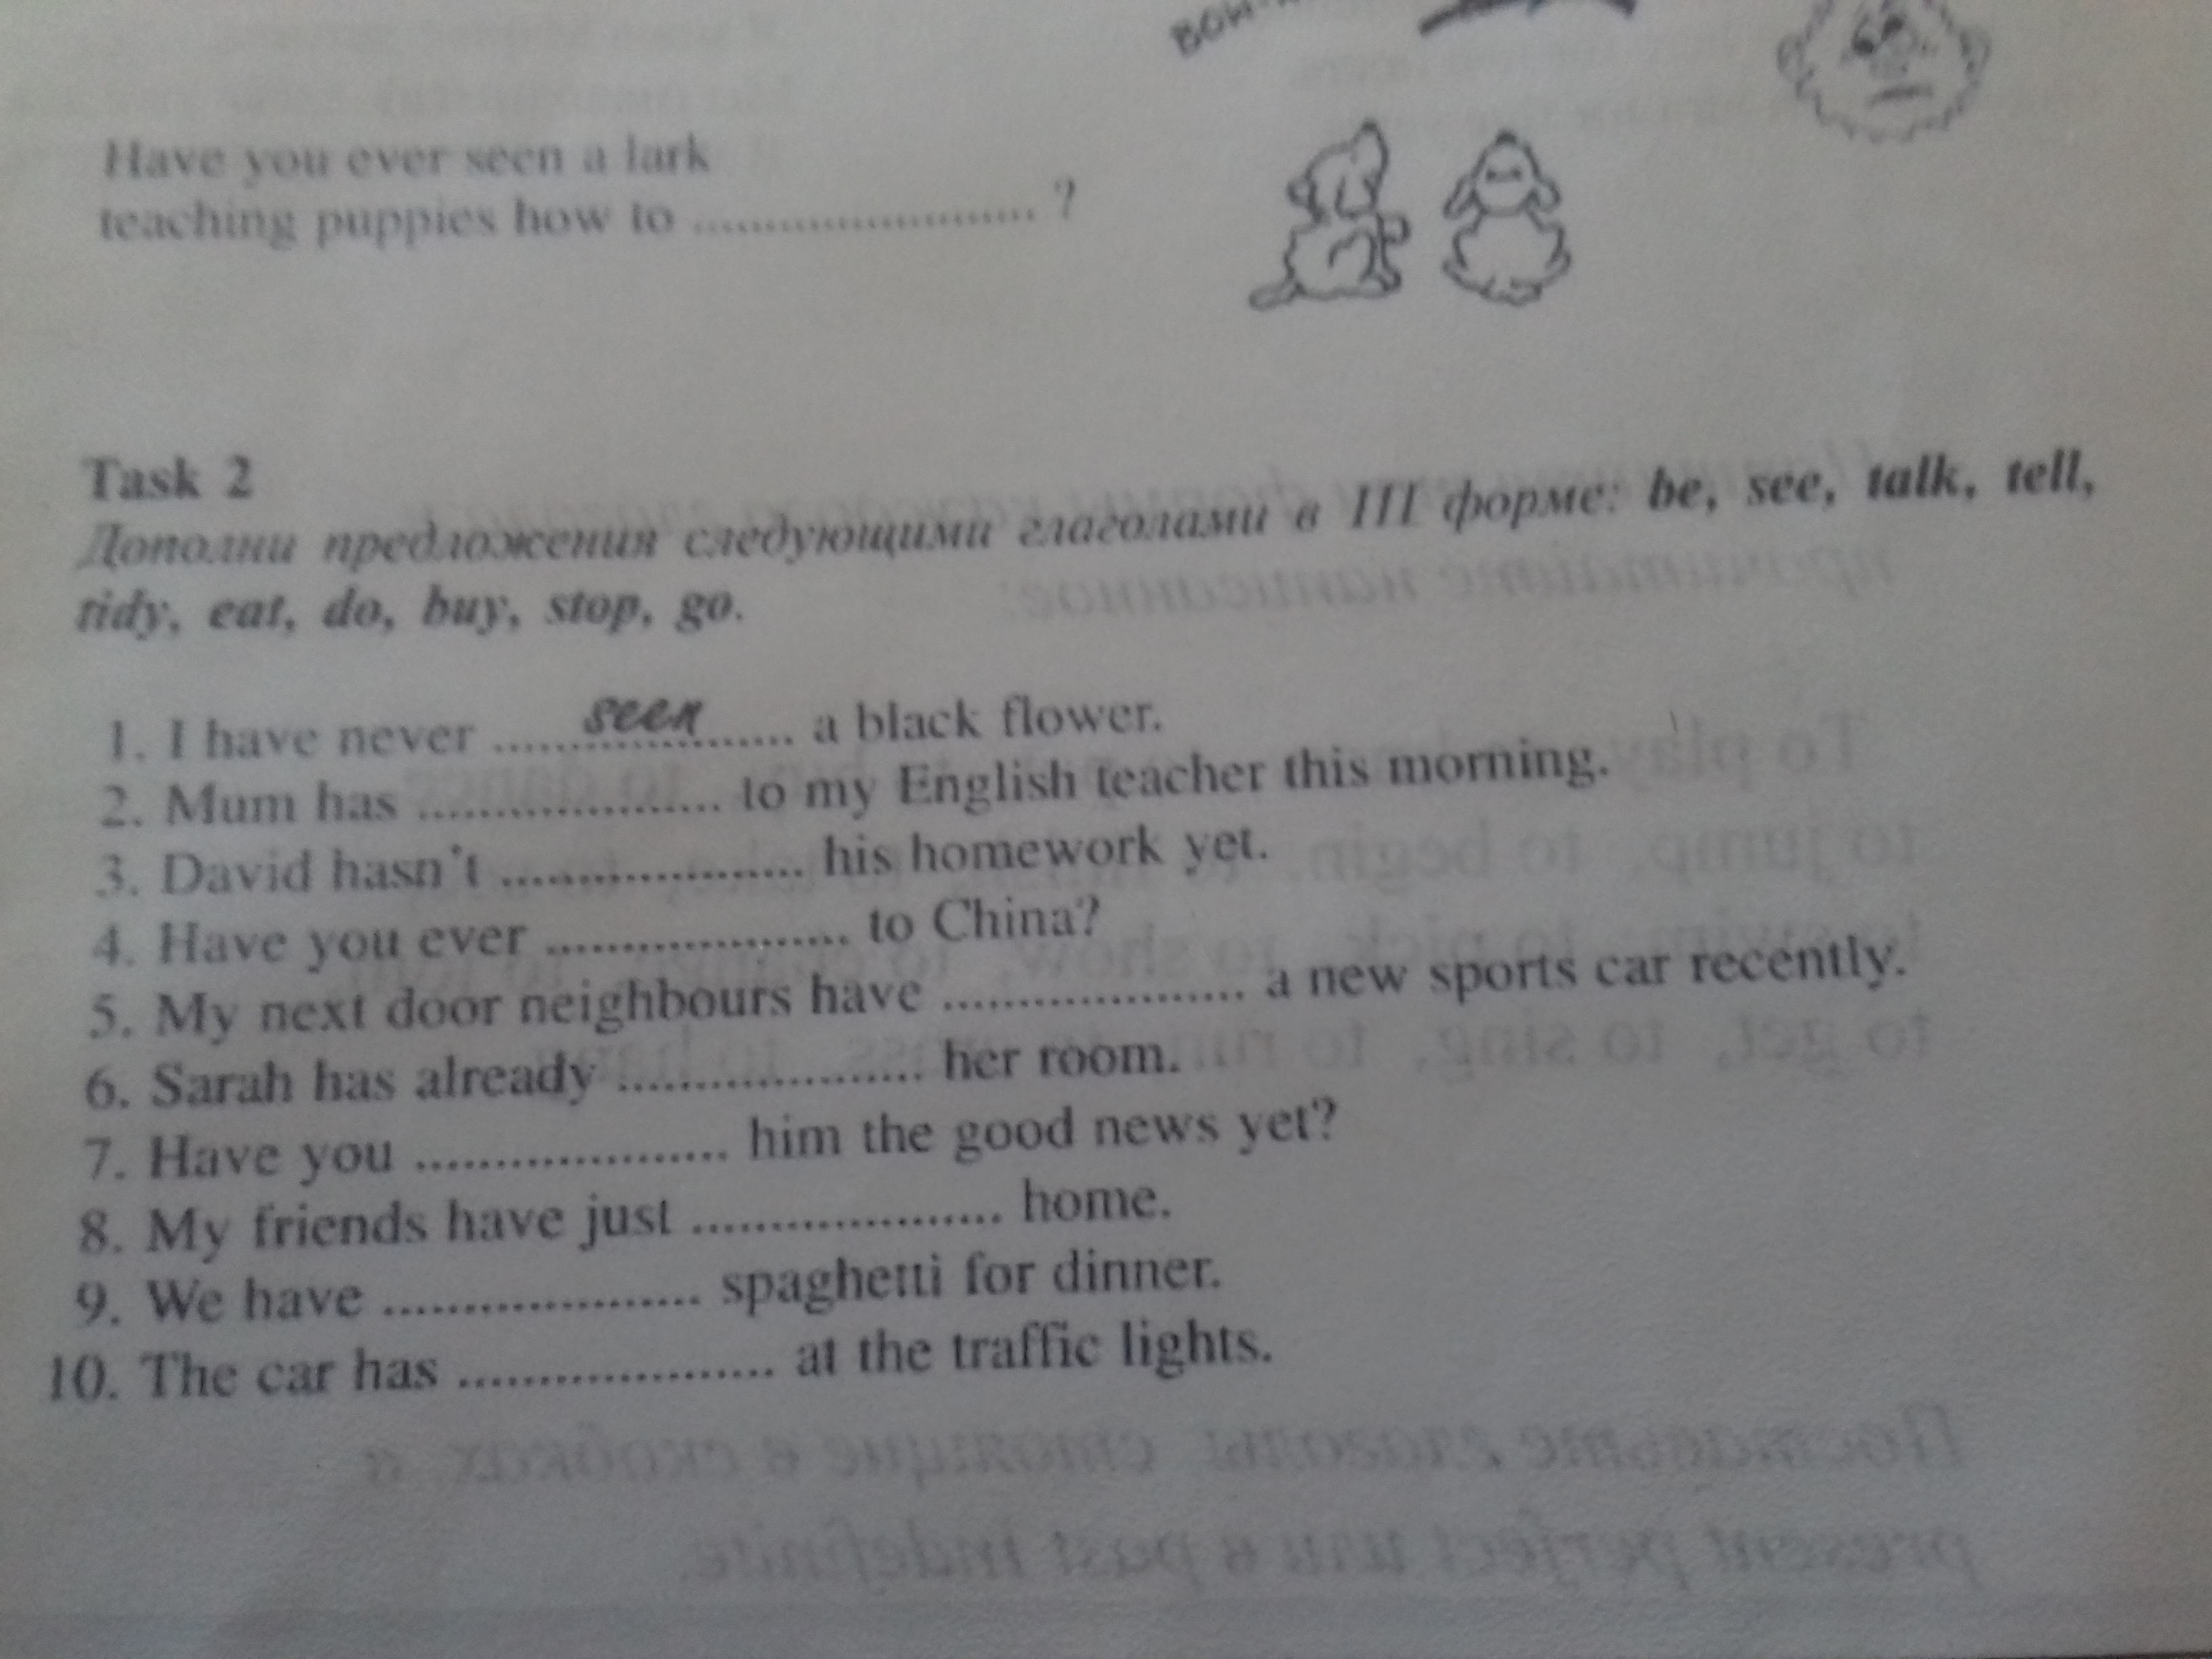 Have you ever seen a lark
teaching puppies how to ........................ ?
Task 2
Дополни предложения следующими глаголами в III форме: be, see, talk, tell,
tidy, eat, do, buy, stop, go.
1. I have never ......seen....... a black flower.
2. Mum has ..................... to my English teacher this morning.
3. David hasn't ..................... his homework yet.
4. Have you ever ..................... to China?
5. My next door neighbours have ..................... a new sports car recently.
6. Sarah has already ..................... her room.
7. Have you ..................... him the good news yet?
8. My friends have just ..................... home.
9. We have ..................... spaghetti for dinner.
10. The car has ..................... at the traffic lights.